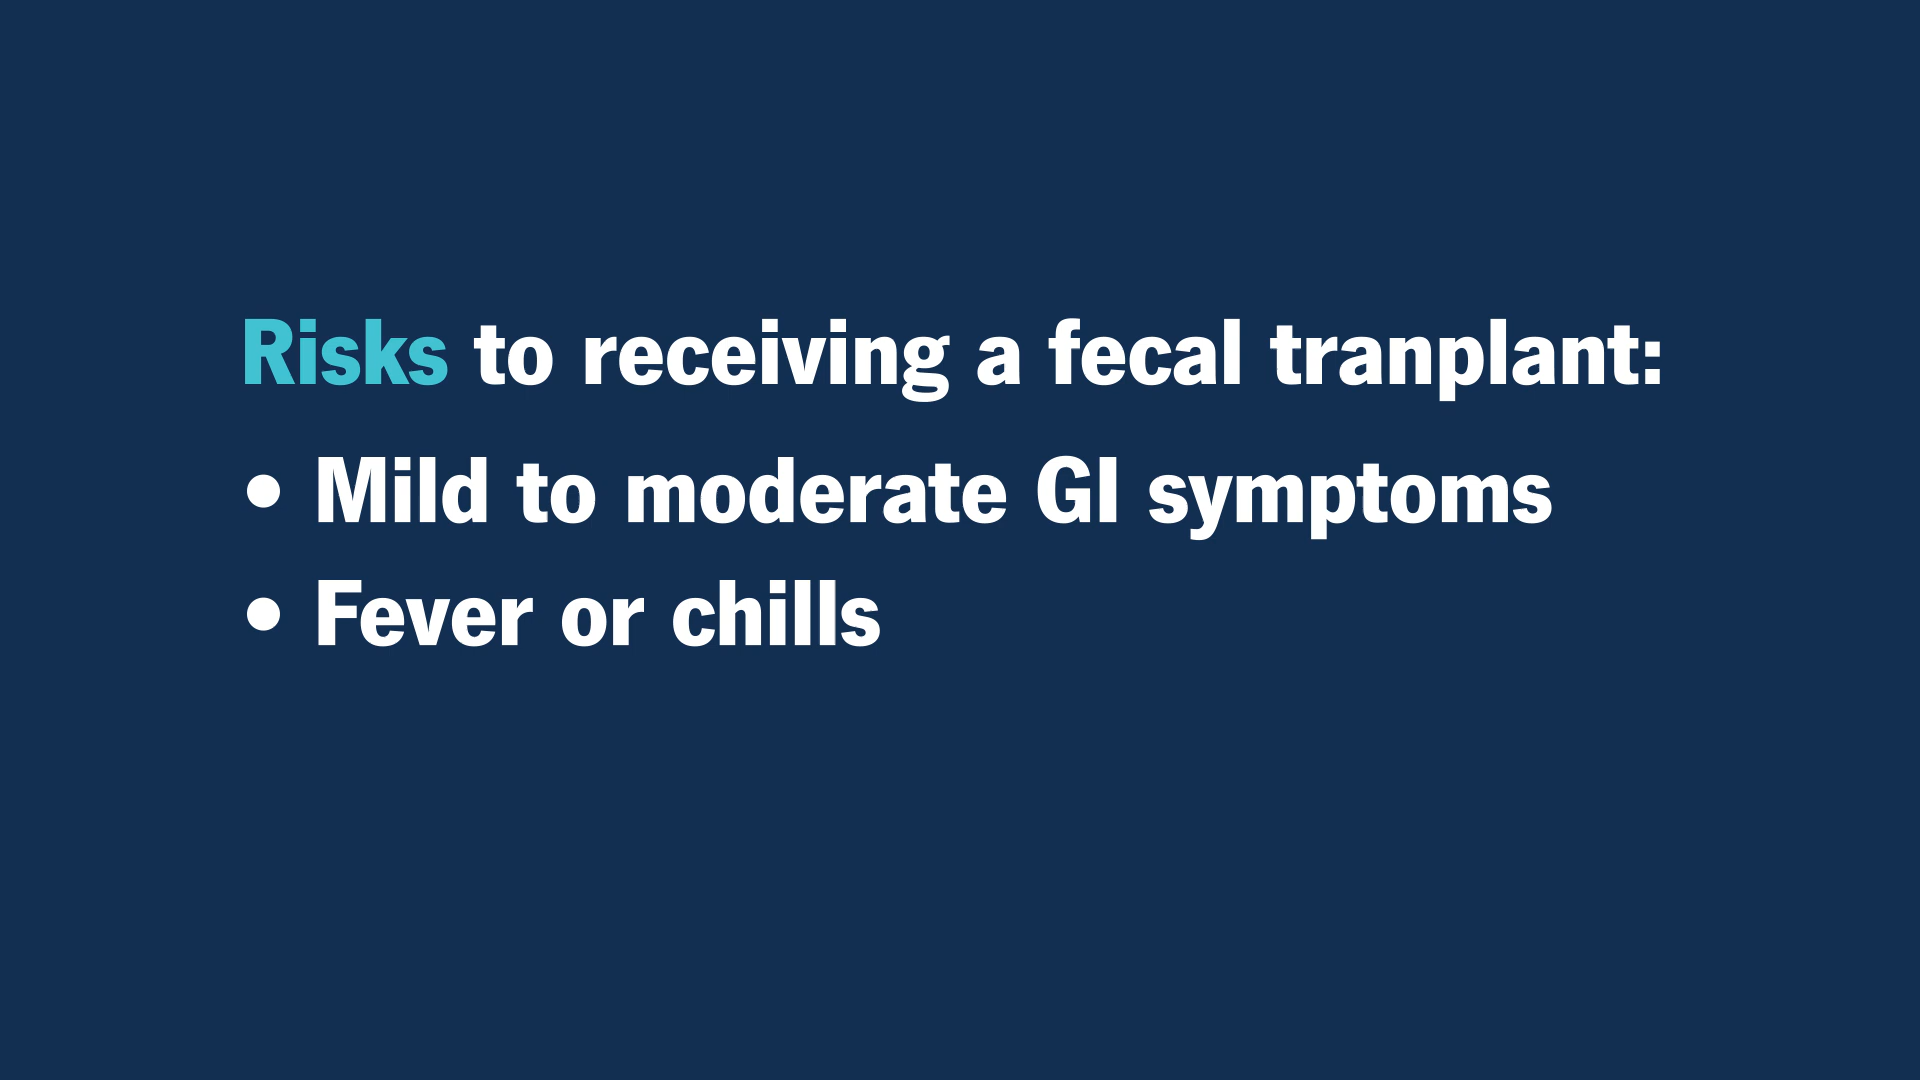 Risks to receiving a fecal tranplant:
• Mild to moderate GI symptoms
• Fever or chills